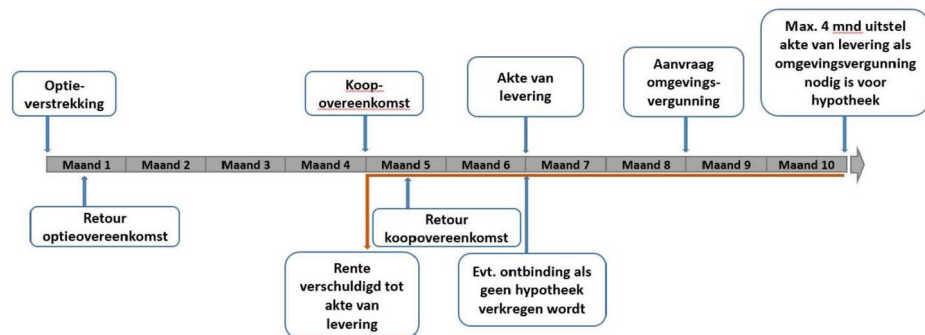 Optie-
verstrekking
Koop-
overeenkomst
Akte van
levering
Aanvraag
omgevings-
vergunning
Max. 4 mnd uitstel
akte van levering als
omgevingsvergunning
nodig is voor
hypotheek
Maand 1 Maand 2 Maand 3 Maand 4 Maand 5 Maand 6 Maand 7 Maand 8 Maand 9 Maand 10
Retour
optieovereenkomst
Rente
verschuldigd tot
akte van
levering
Retour
koopovereenkomst
Evt. ontbinding als
geen hypotheek
verkregen wordt